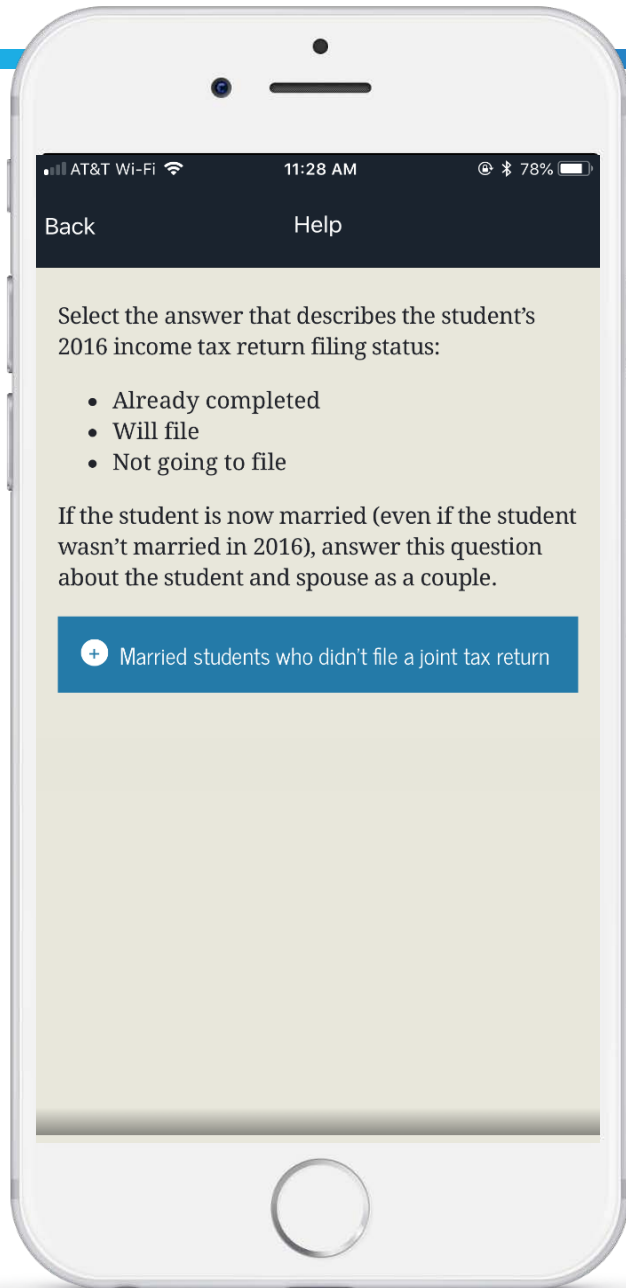 AT&T Wi-Fi 11:28 AM 78%
Back Help
Select the answer that describes the student’s
2016 income tax return filing status:
• Already completed
• Will file
• Not going to file
If the student is now married (even if the student
wasn’t married in 2016), answer this question
about the student and spouse as a couple.
+ Married students who didn't file a joint tax return